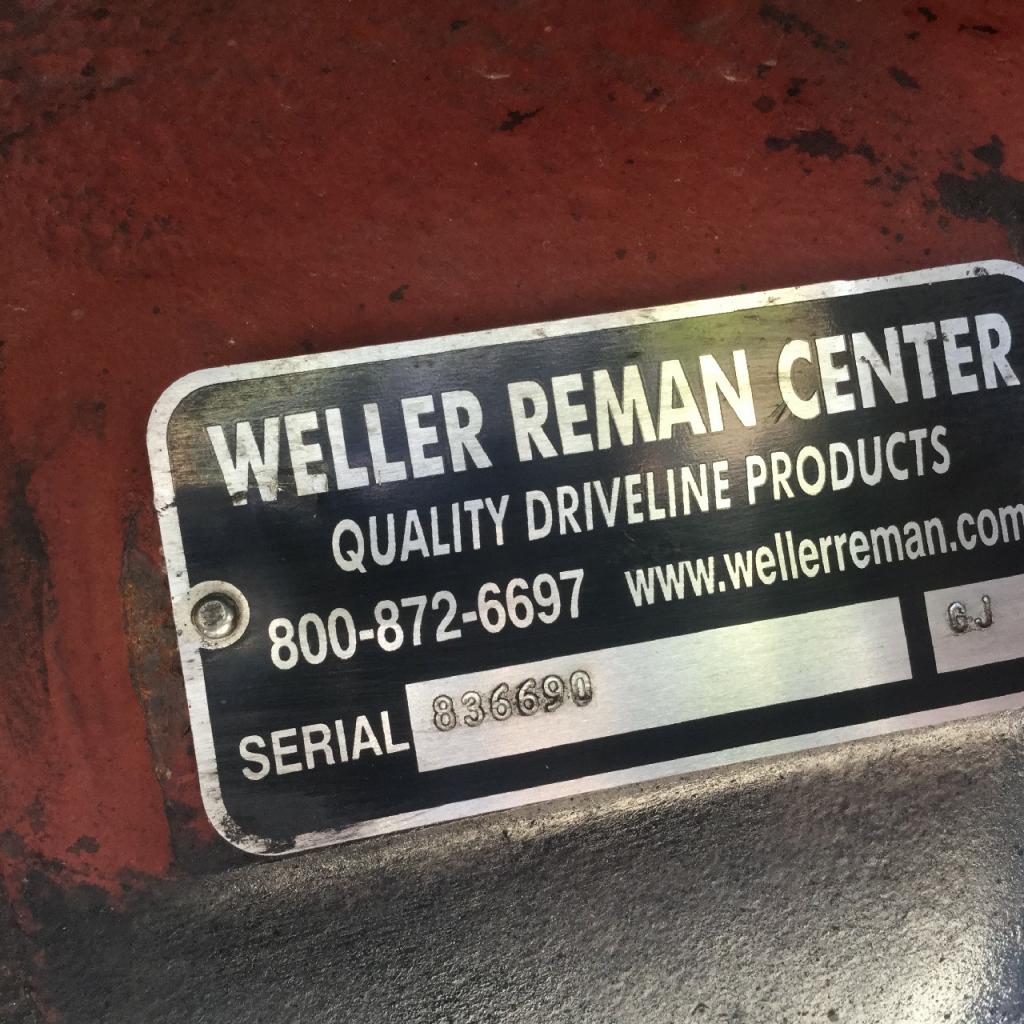 WELLER REMAN CENTER
QUALITY DRIVELINE PRODUCTS
800-872-6697 www.wellerreman.com
SERIAL 836690 GJ